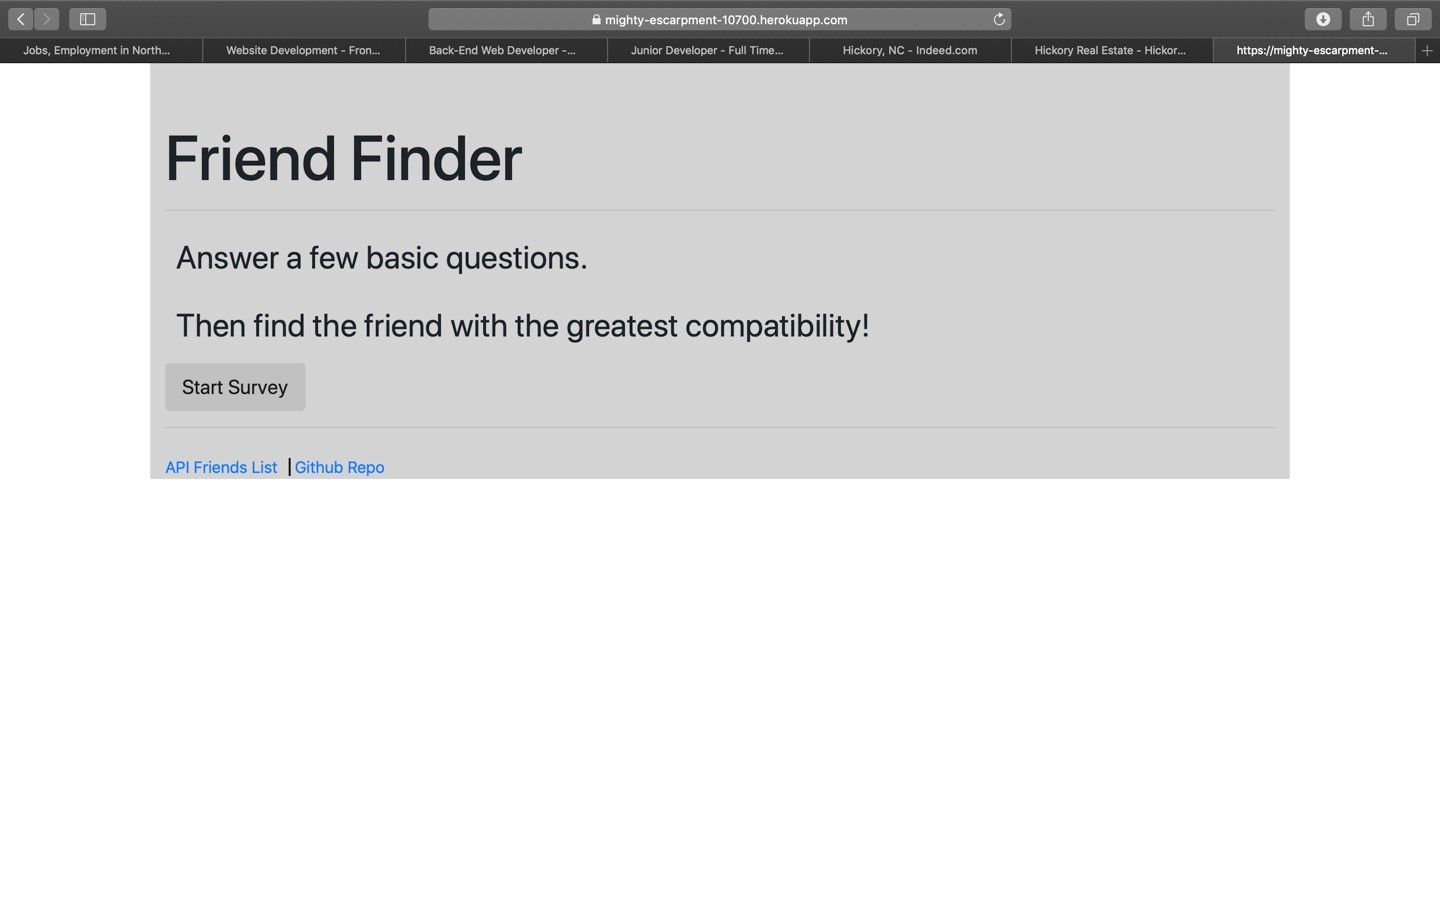 mighty-escarpment-10700.herokuapp.com
Jobs, Employment in North...
Website Development - Fron...
Back-End Web Developer -...
Junior Developer - Full Time...
Hickory, NC - Indeed.com
Hickory Real Estate - Hickor...
https://mighty-escarpment-...
Friend Finder
Answer a few basic questions.
Then find the friend with the greatest compatibility!
Start Survey
API Friends List | Github Repo